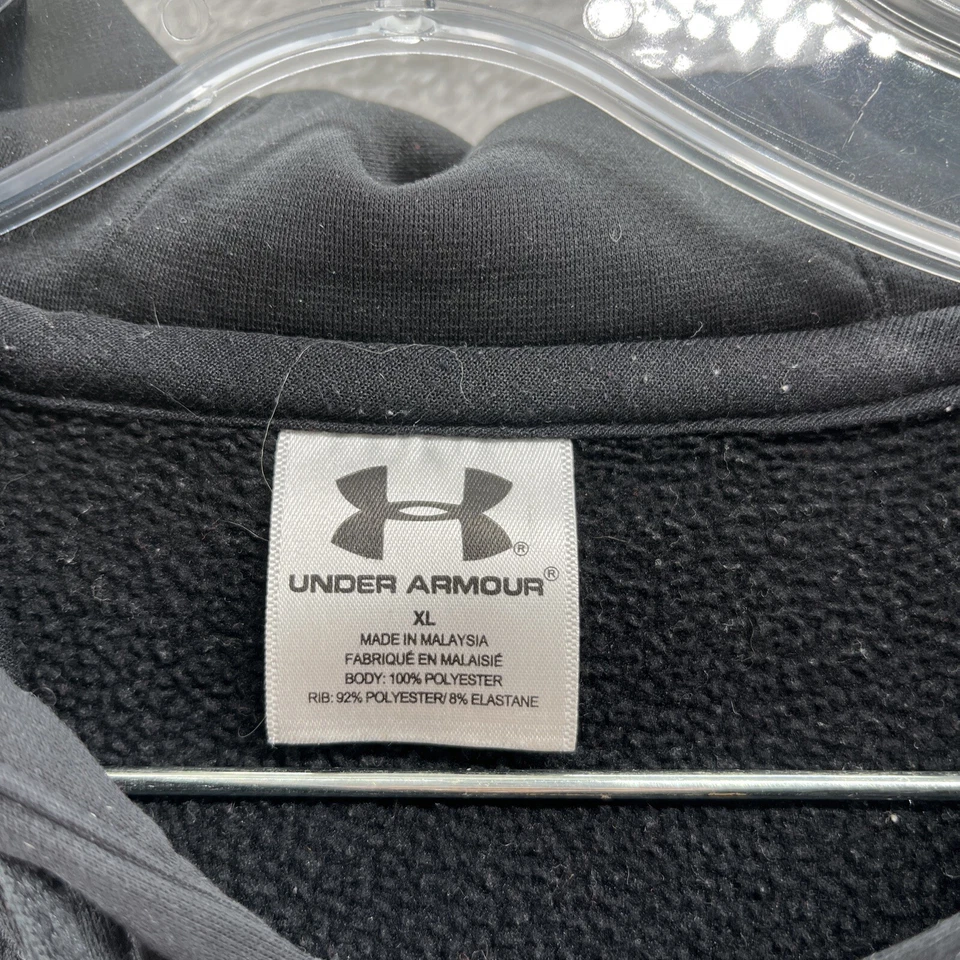 ®
UNDER ARMOUR®
XL
MADE IN MALAYSIA
FABRIQUÉ EN MALAISIÉ
BODY: 100% POLYESTER
RIB: 92% POLYESTER/ 8% ELASTANE